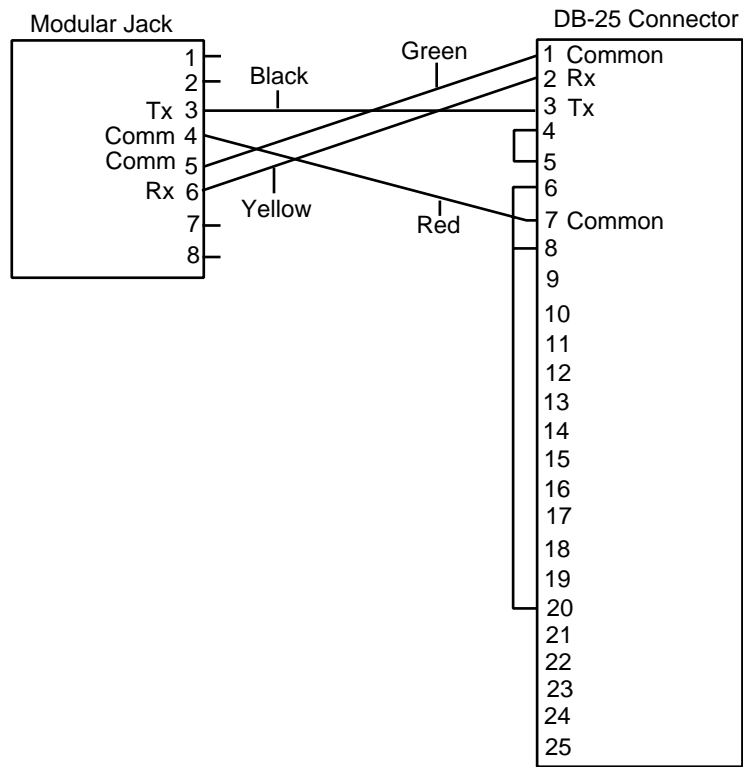 Modular Jack
1
2
Tx 3
Comm 4
Comm 5
Rx 6
7
8
Green
Black
Yellow
Red
DB-25 Connector
1 Common
2 Rx
3 Tx
4
5
6
7 Common
8
9
10
11
12
13
14
15
16
17
18
19
20
21
22
23
24
25